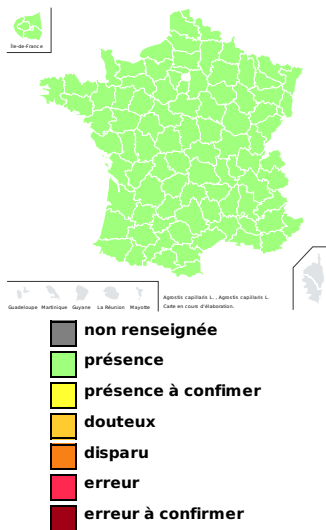 Île-de-France
Guadeloupe Martinique Guyane La Réunion Mayotte
Agrostis capillaris L. , Agrostis capillaris L.
Carte en cours d'élaboration.
non renseignée
présence
présence à confimer
douteux
disparu
erreur
erreur à confirmer